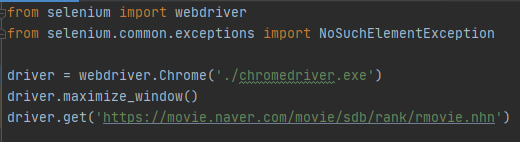 from selenium import webdriver
from selenium.common.exceptions import NoSuchElementException
driver = webdriver.Chrome('./chromedriver.exe')
driver.maximize_window()
driver.get('https://movie.naver.com/movie/sdb/rank/rmovie.nhn')